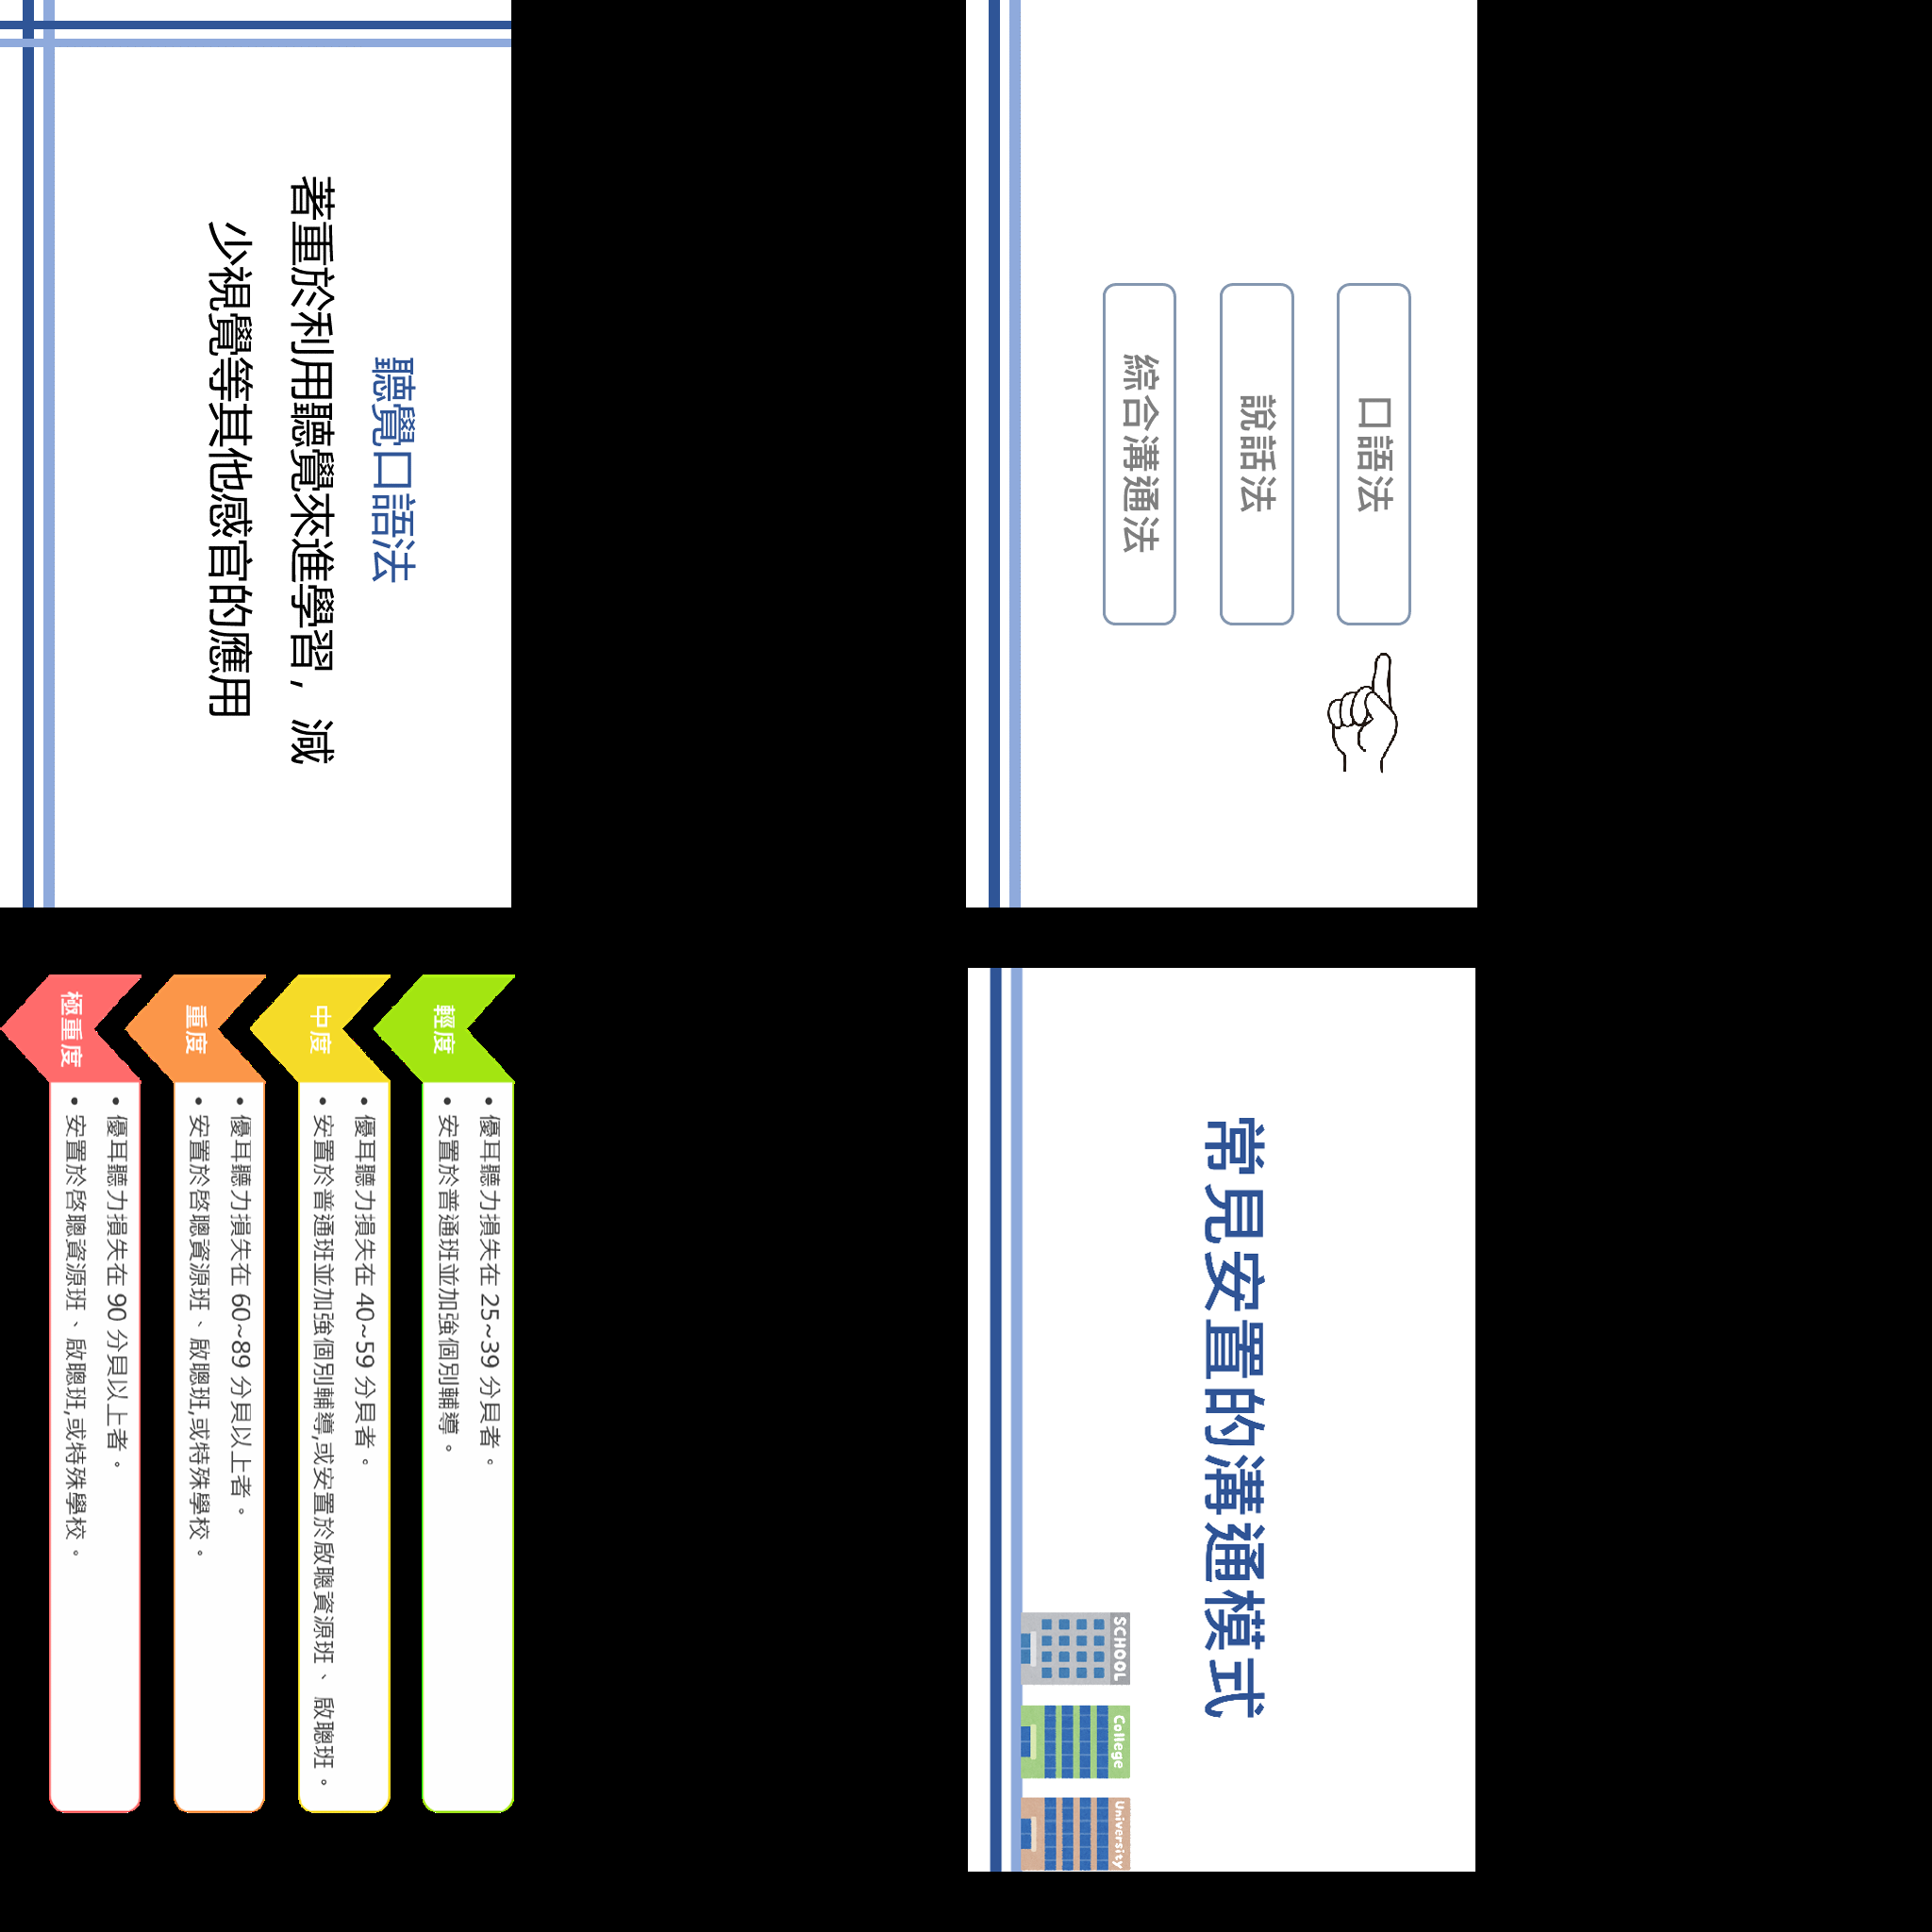 聽覺口語法
著重於利用聽覺來進學習，減
少視覺等其他感官的應用
口語法
說話法
綜合溝通法
輕度
• 優耳聽力損失在 25~39 分貝者。
• 安置於普通班並加強個別輔導。
中度
• 優耳聽力損失在 40~59 分貝者。
• 安置於普通班並加強個別輔導,或安置於啟聰資源班、啟聰班。
重度
• 優耳聽力損失在 60~89 分貝以上者。
• 安置於啓聰資源班、啟聰班,或特殊學校。
極重度
• 優耳聽力損失在 90 分貝以上者。
• 安置於啓聰資源班、啟聰班,或特殊學校。
常見安置的溝通模式
SCHOOL
College
University